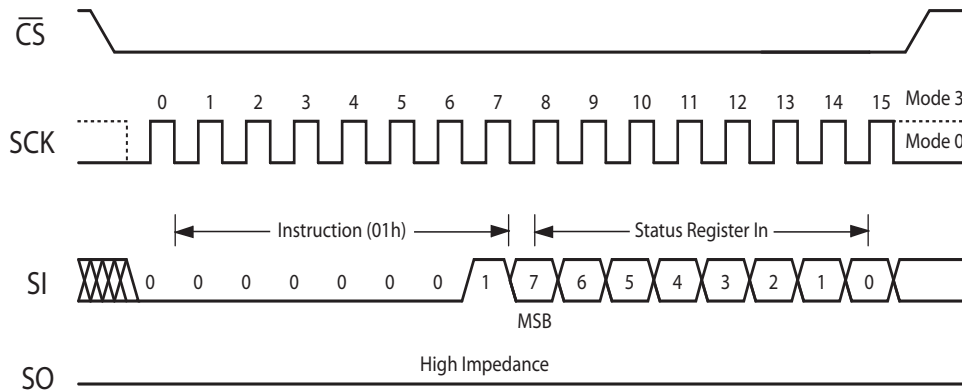 CS
0 1 2 3 4 5 6 7 8 9 10 11 12 13 14 15 Mode 3
SCK
Mode 0
Instruction (01h) Status Register In
SI 0 0 0 0 0 0 0 1 7 6 5 4 3 2 1 0
MSB
High Impedance
SO